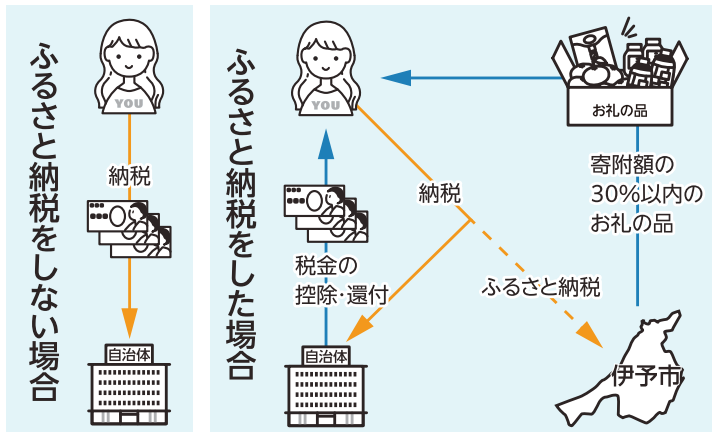 ふるさと納税をしない場合
YOU
納税
自治体
ふるさと納税をした場合
YOU
お礼の品
納税
寄附額の
30%以内の
お礼の品
税金の
控除・還付
ふるさと納税
自治体
伊予市